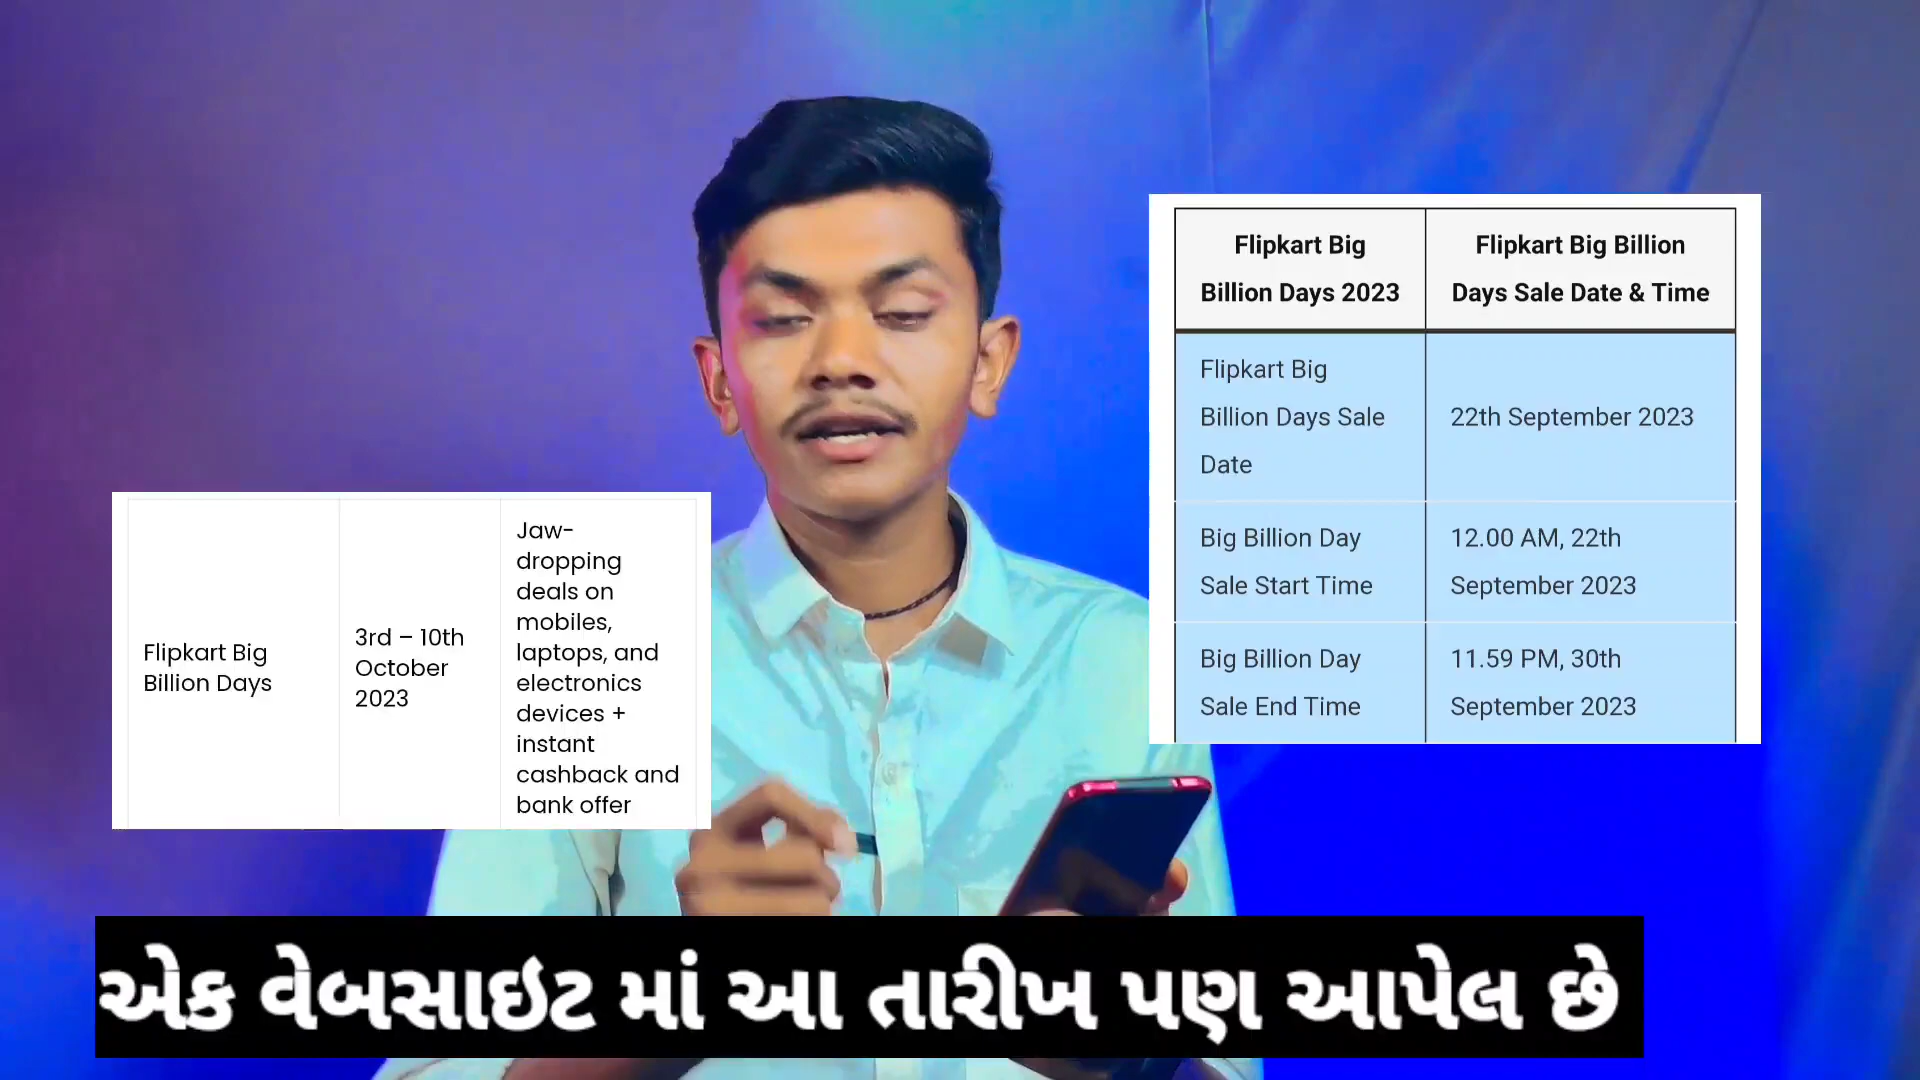 Flipkart Big
Billion Days 2023
Flipkart Big Billion
Days Sale Date & Time
Flipkart Big
Billion Days Sale
Date
22th September 2023
Big Billion Day
Sale Start Time
12.00 AM, 22th
September 2023
Big Billion Day
Sale End Time
11.59 PM, 30th
September 2023
Flipkart Big
Billion Days
3rd – 10th
October
2023
Jaw-
dropping
deals on
mobiles,
laptops, and
electronics
devices +
instant
cashback and
bank offer
એક વેબસાઇટ માં આ તારીખ પણ આપેલ છે